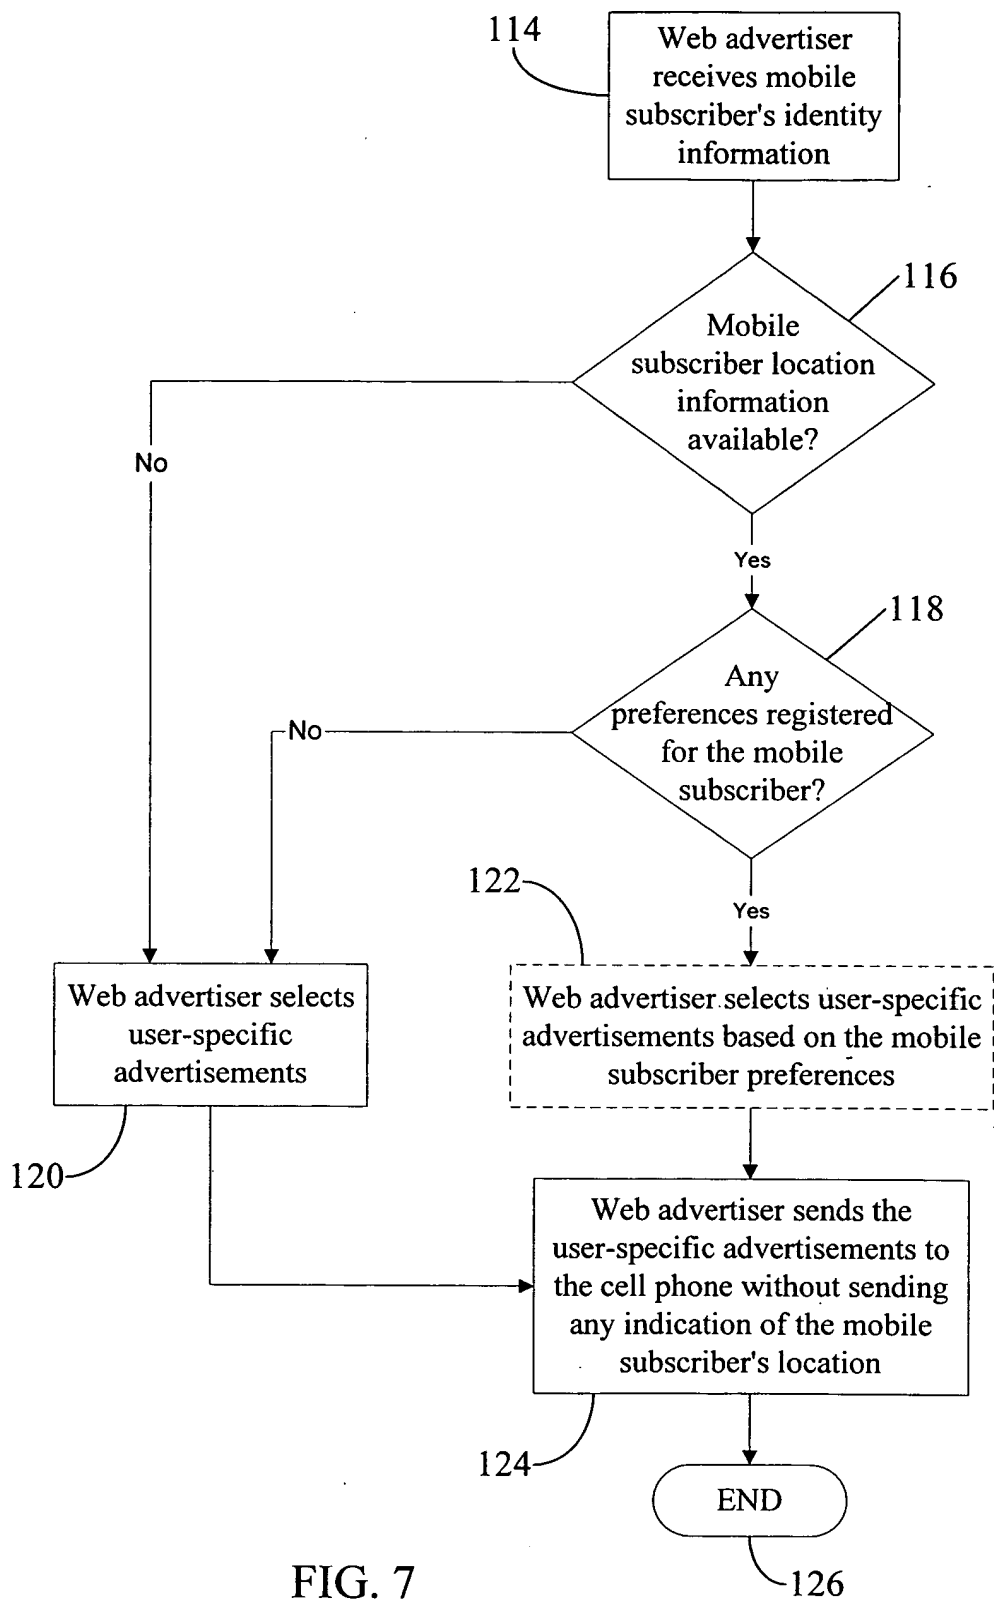 114
Web advertiser
receives mobile
subscriber's identity
information
116
Mobile
subscriber location
information
available?
No
Yes
118
Any
preferences registered
for the mobile
subscriber?
No
Yes
122
Web advertiser selects
user-specific
advertisements
Web advertiser selects user-specific
advertisements based on the mobile
subscriber preferences
120
Web advertiser sends the
user-specific advertisements to
the cell phone without sending
any indication of the mobile
subscriber's location
124
END
126
FIG. 7